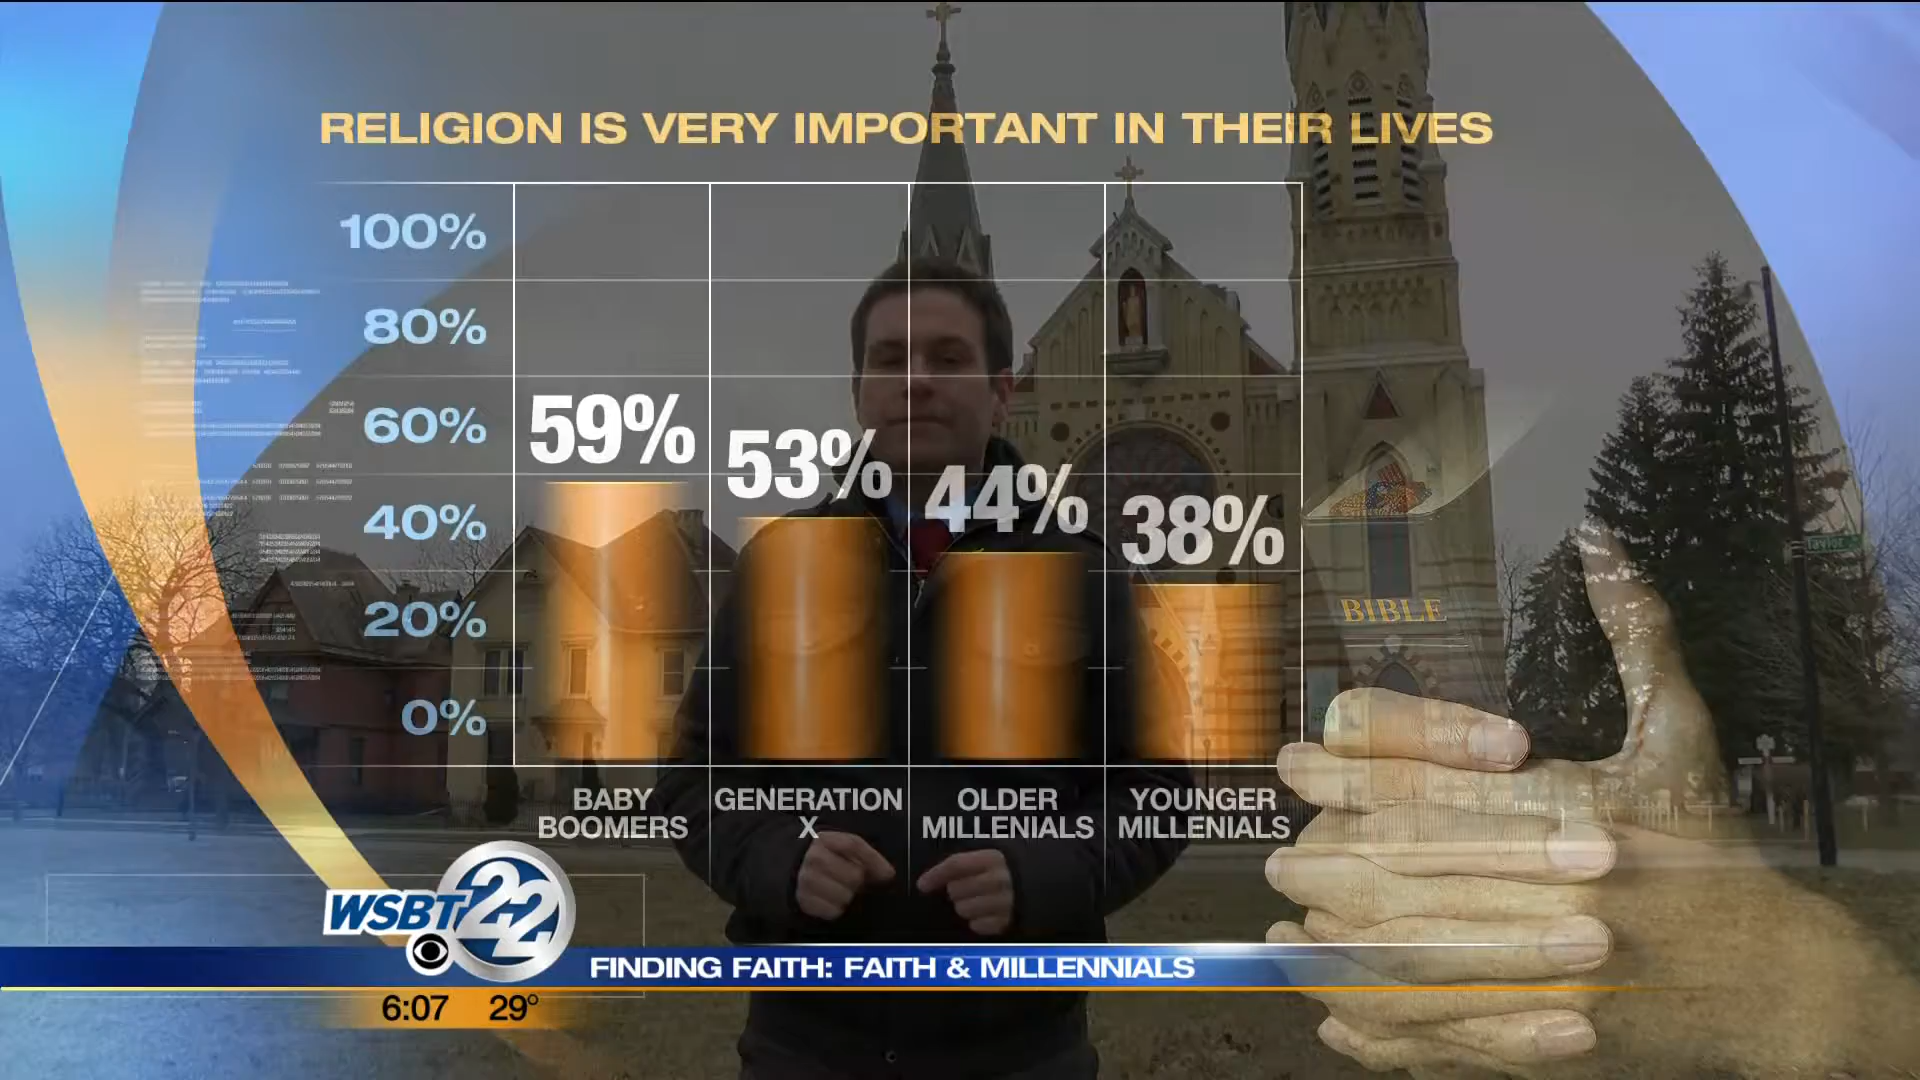 RELIGION IS VERY IMPORTANT IN THEIR LIVES
100%
80%
60%
40%
20%
0%
59%
53%
44%
38%
BABY
BOOMERS
GENERATION
X
OLDER
MILLENIALS
YOUNGER
MILLENIALS
BIBLE
Taylor
WSBT 22
FINDING FAITH: FAITH & MILLENNIALS
6:07 29°